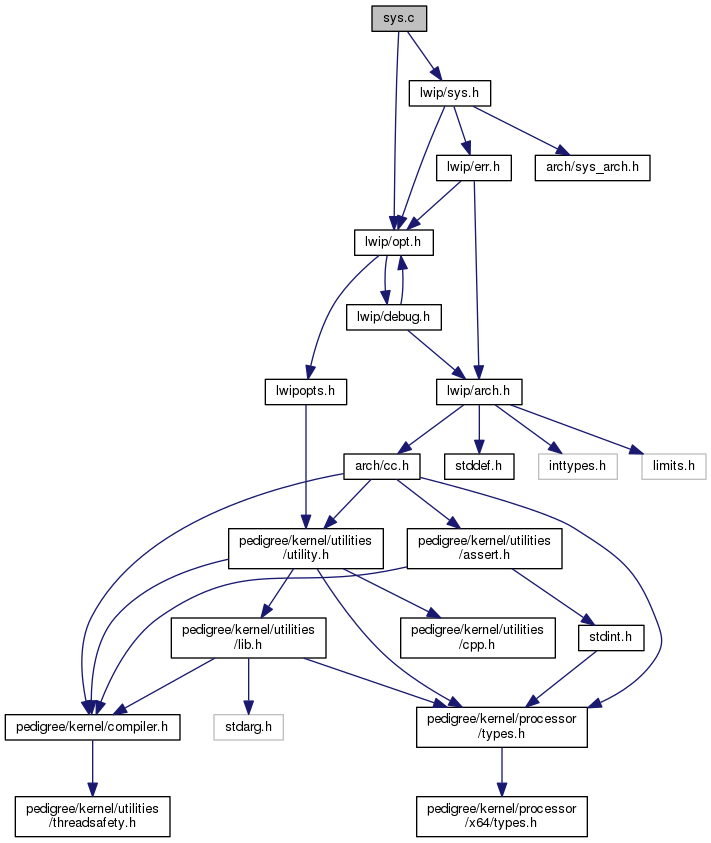 sys.c
lwip/sys.h
lwip/err.h
arch/sys_arch.h
lwip/opt.h
lwip/debug.h
lwipopts.h
lwip/arch.h
arch/cc.h
stddef.h
inttypes.h
limits.h
pedigree/kernel/utilities
/utility.h
pedigree/kernel/utilities
/assert.h
pedigree/kernel/utilities
/lib.h
pedigree/kernel/utilities
/cpp.h
stdint.h
pedigree/kernel/compiler.h
stdarg.h
pedigree/kernel/processor
/types.h
pedigree/kernel/utilities
/threadsafety.h
pedigree/kernel/processor
/x64/types.h